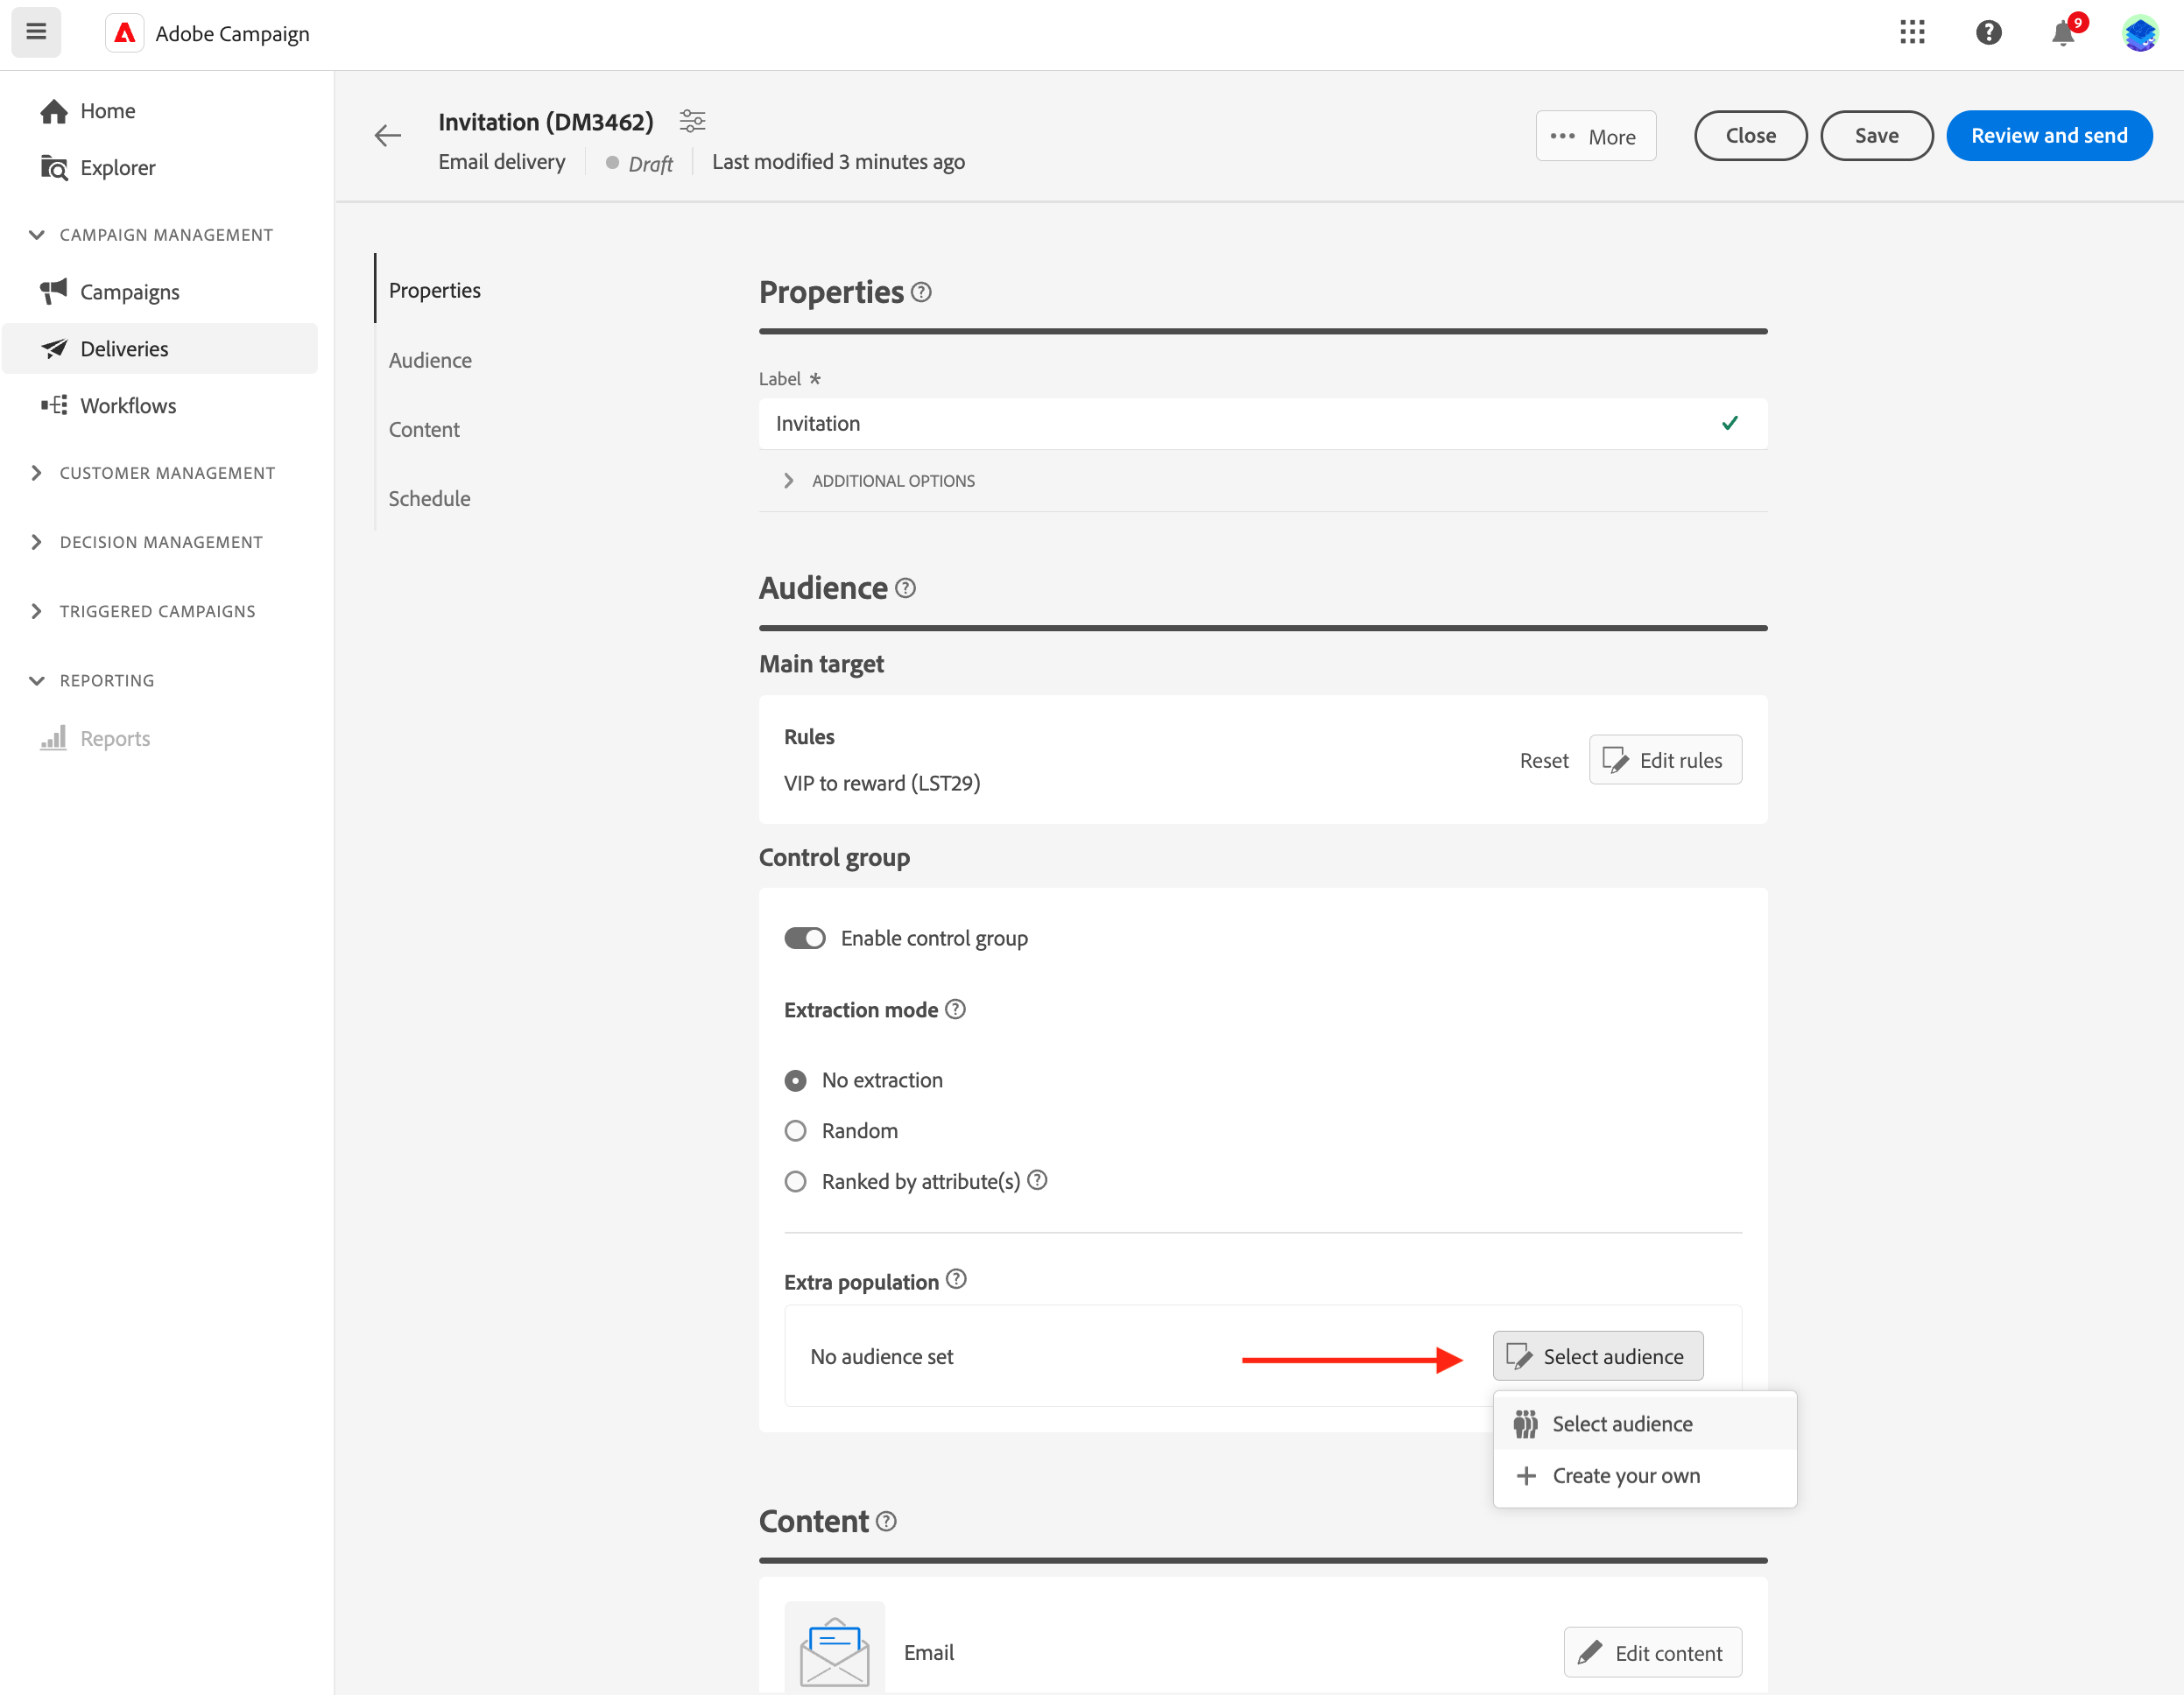 Adobe Campaign
9
Home
Explorer
CAMPAIGN MANAGEMENT
Campaigns
Deliveries
Workflows
CUSTOMER MANAGEMENT
DECISION MANAGEMENT
TRIGGERED CAMPAIGNS
REPORTING
Reports
Invitation (DM3462)
Email delivery
Draft
Last modified 3 minutes ago
More
Close
Save
Review and send
Properties
Audience
Content
Schedule
Properties
Label *
Invitation
ADDITIONAL OPTIONS
Audience
Main target
Rules
VIP to reward (LST29)
Reset
Edit rules
Control group
Enable control group
Extraction mode
No extraction
Random
Ranked by attribute(s)
Extra population
No audience set
Select audience
Select audience
Create your own
Content
Email
Edit content